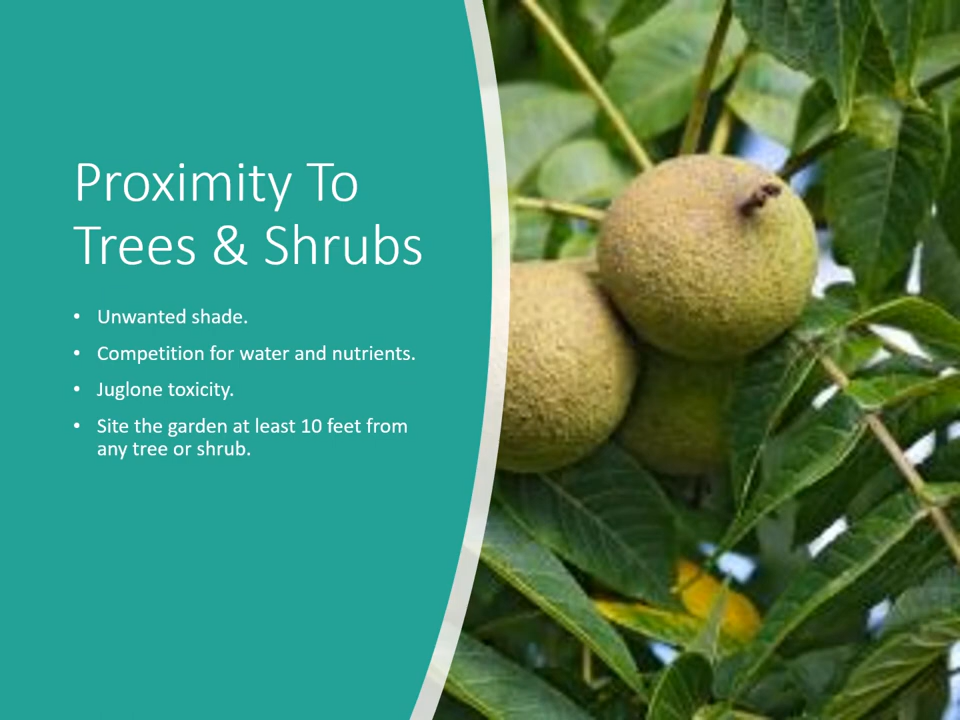 Proximity To
Trees & Shrubs
• Unwanted shade.
• Competition for water and nutrients.
• Juglone toxicity.
• Site the garden at least 10 feet from
any tree or shrub.